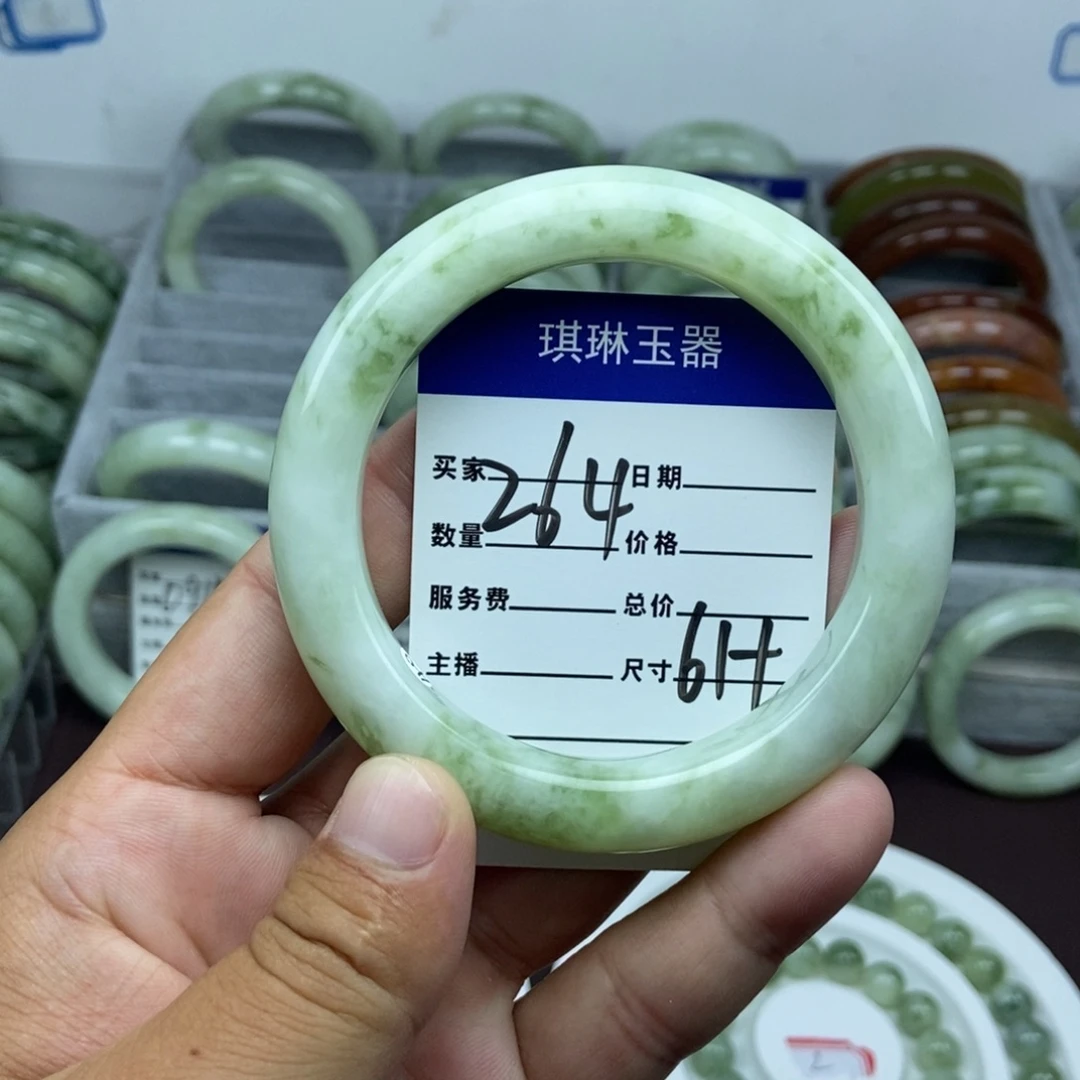 琪琳玉器
买家 264 日期
数量 价格
服务费 总价
主播 尺寸 61+